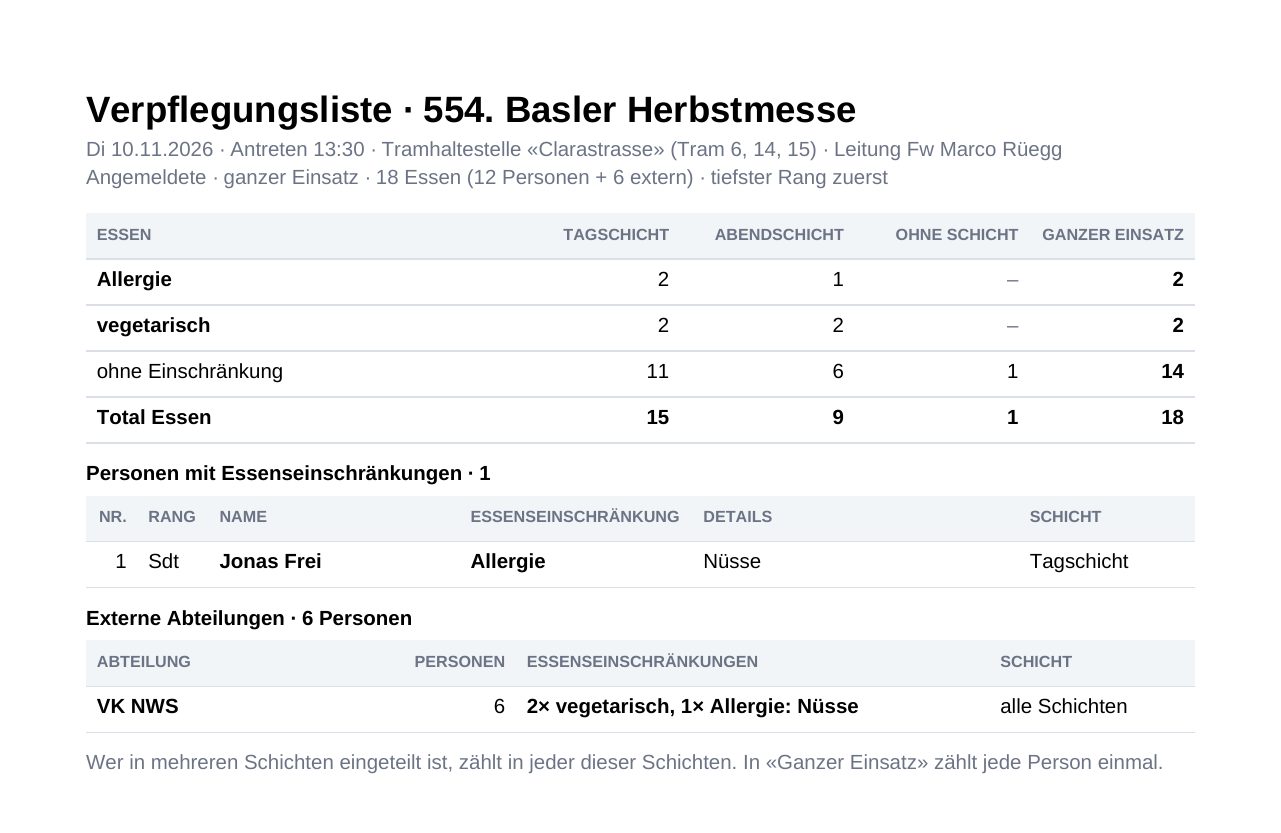 Verpflegungsliste · 554. Basler Herbstmesse
Di 10.11.2026 · Antreten 13:30 · Tramhaltestelle «Clarastrasse» (Tram 6, 14, 15) · Leitung Fw Marco Rüegg
Angemeldete · ganzer Einsatz · 18 Essen (12 Personen + 6 extern) · tiefster Rang zuerst
ESSEN TAGSCHICHT ABENDSCHICHT OHNE SCHICHT GANZER EINSATZ
Allergie 2 1 – 2
vegetarisch 2 2 – 2
ohne Einschränkung 11 6 1 14
Total Essen 15 9 1 18
Personen mit Essenseinschränkungen · 1
NR. RANG NAME ESSENSEINSCHRÄNKUNG DETAILS SCHICHT
1 Sdt Jonas Frei Allergie Nüsse Tagschicht
Externe Abteilungen · 6 Personen
ABTEILUNG PERSONEN ESSENSEINSCHRÄNKUNGEN SCHICHT
VK NWS 6 2× vegetarisch, 1× Allergie: Nüsse alle Schichten
Wer in mehreren Schichten eingeteilt ist, zählt in jeder dieser Schichten. In «Ganzer Einsatz» zählt jede Person einmal.